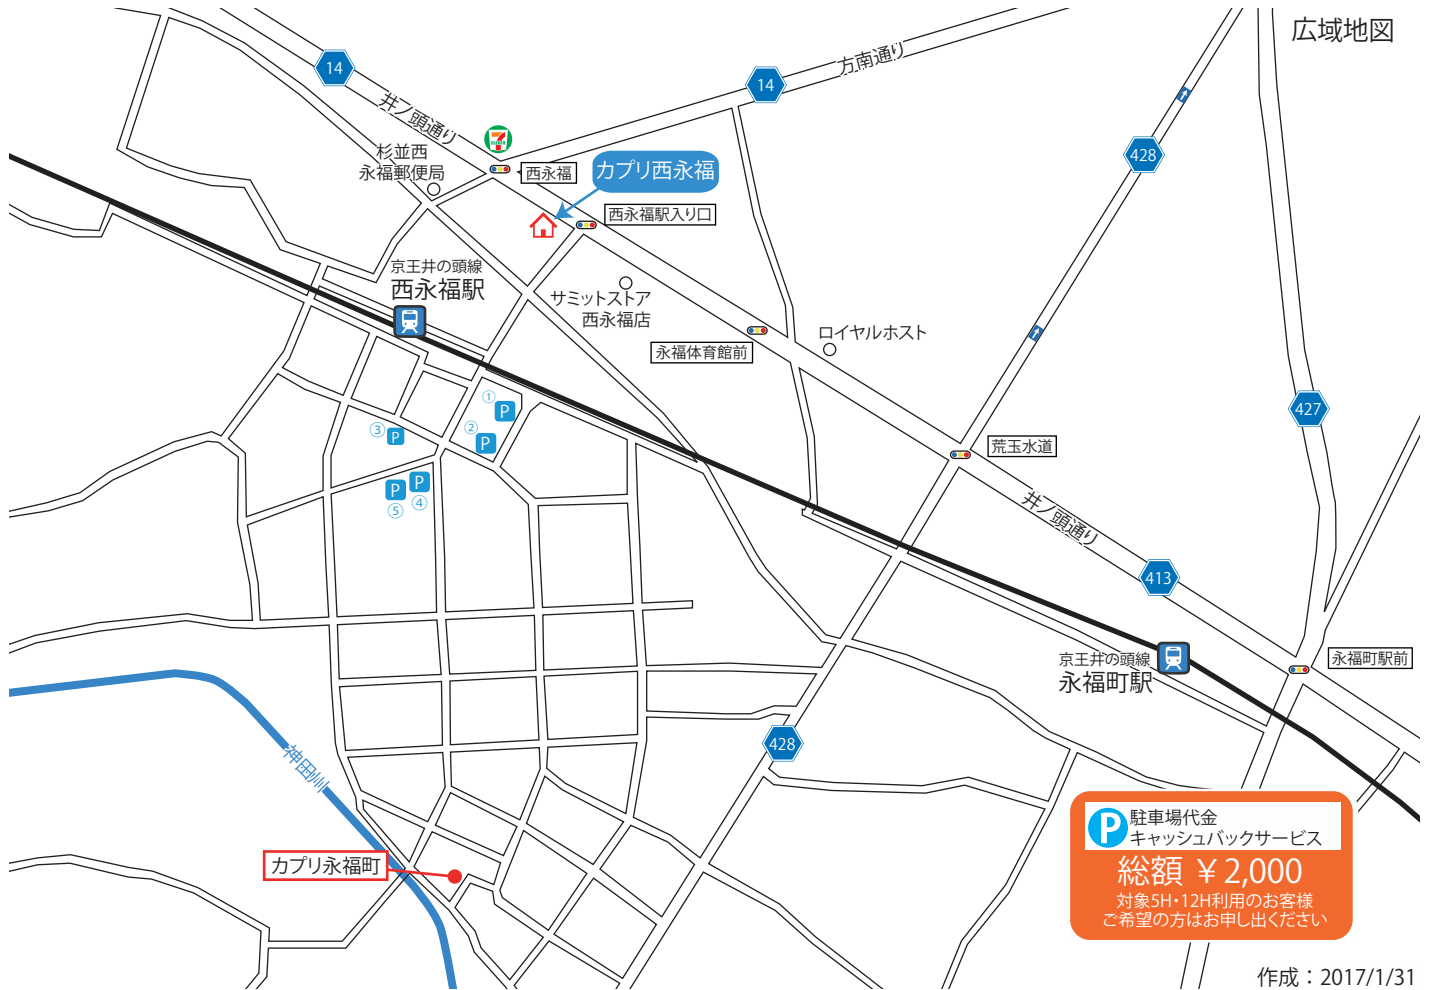 広域地図
14
井ノ頭通り
14
方南通り
428
7
ELEVEN
杉並西
永福郵便局
西永福
カプリ西永福
西永福駅入り口
京王井の頭線
西永福駅
サミットストア
西永福店
永福体育館前
ロイヤルホスト
① P
② P
③ P
P P
⑤ ④
427
荒玉水道
井ノ頭通り
413
京王井の頭線
永福町駅
永福町駅前
428
神田川
カプリ永福町
P 駐車場代金
キャッシュバックサービス
総額 ￥2,000
対象5H・12H利用のお客様
ご希望の方はお申し出ください
作成：2017/1/31